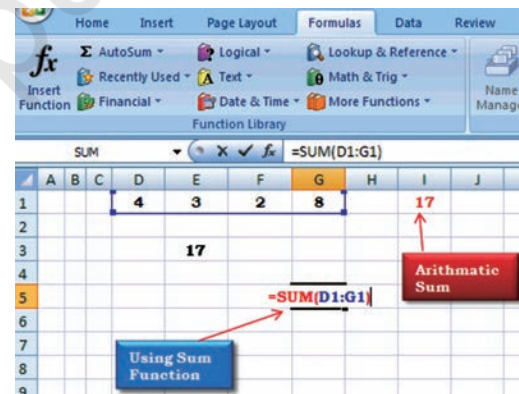 Home Insert Page Layout Formulas Data Review
fx Σ AutoSum Logical Lookup & Reference
Insert Function Recently Used Text Math & Trig
Financial Date & Time More Functions
Function Library
SUM fx =SUM(D1:G1)
A B C D E F G H I J
1 4 3 2 8 17
2
3 17
4
Arithmatic
Sum
5 =SUM(D1:G1)
6
7
Using Sum
Function
8
9